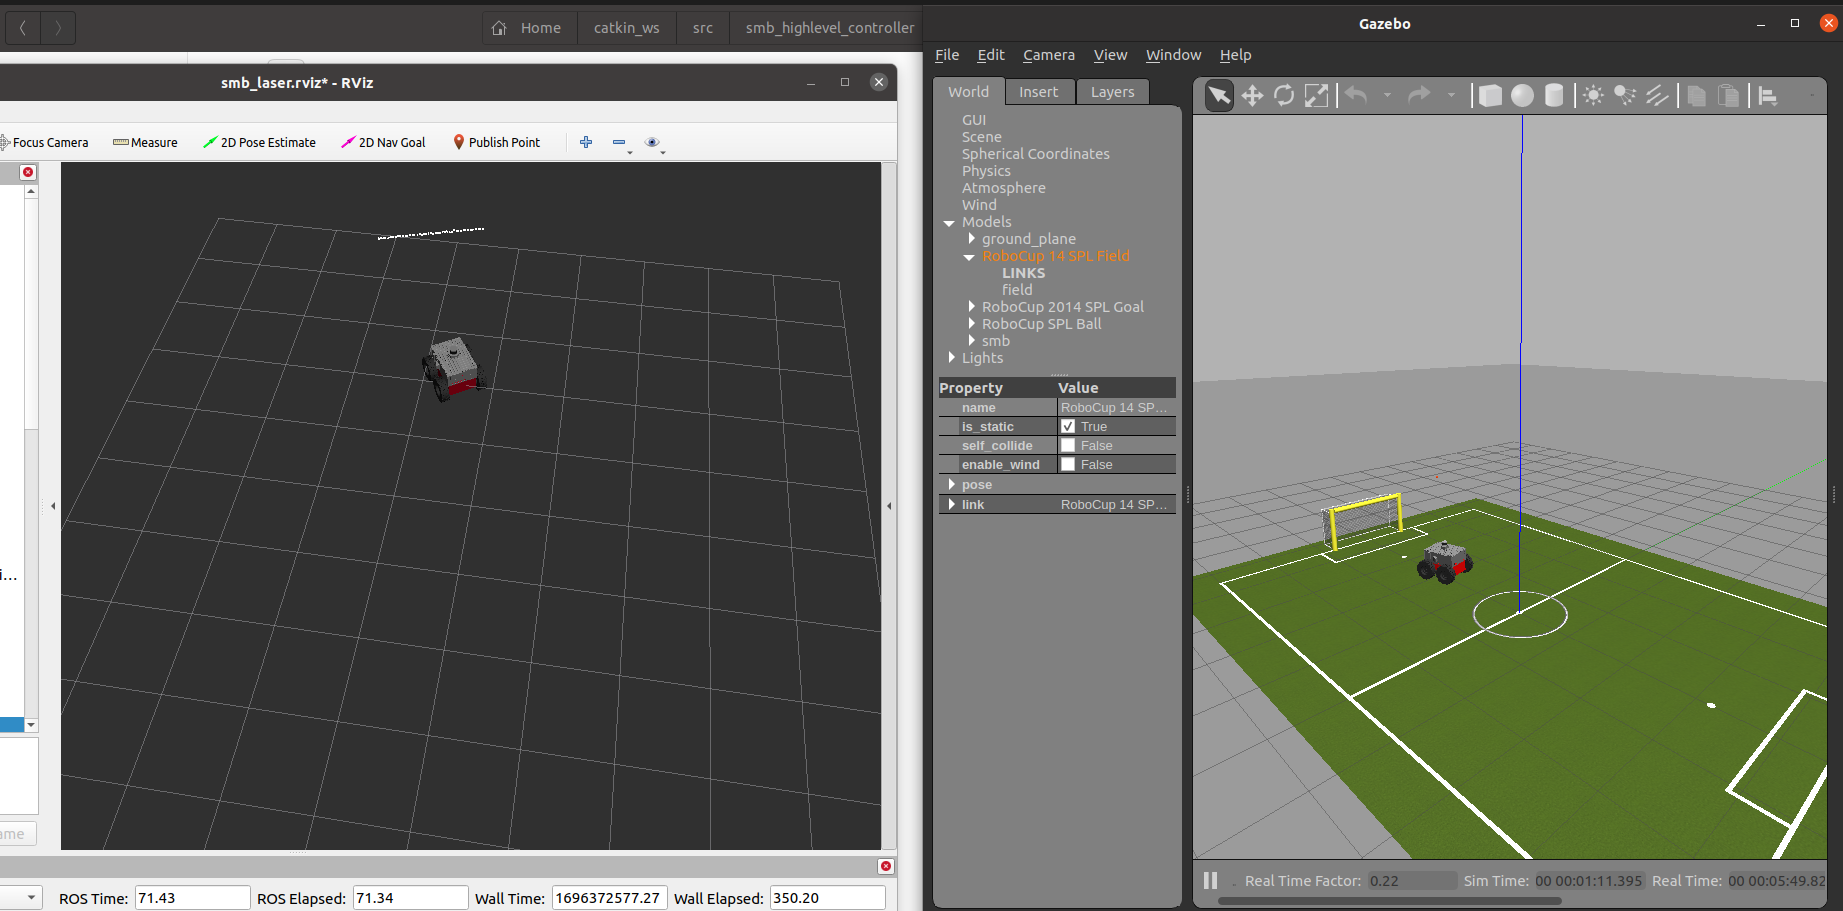 Home
catkin_ws
src
smb_highlevel_controller
smb_laser.rviz* - RViz
Focus Camera
Measure
2D Pose Estimate
2D Nav Goal
Publish Point
i...
ame
ROS Time: 71.43
ROS Elapsed: 71.34
Wall Time: 1696372577.27
Wall Elapsed: 350.20
Gazebo
File Edit Camera View Window Help
World Insert Layers
GUI
Scene
Spherical Coordinates
Physics
Atmosphere
Wind
Models
ground_plane
RoboCup 14 SPL Field
LINKS
field
RoboCup 2014 SPL Goal
RoboCup SPL Ball
smb
Lights
Property Value
name RoboCup 14 SP...
is_static True
self_collide False
enable_wind False
pose
link RoboCup 14 SP...
Real Time Factor: 0.22 Sim Time: 00 00:01:11.395 Real Time: 00 00:05:49.82